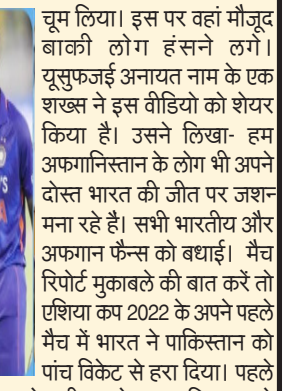 चूम लिया। इस पर वहां मौजूद
बाकी लोग हंसने लगे।
यूसुफजई अनायत नाम के एक
शख्स ने इस वीडियो को शेयर
किया है। उसने लिखा- हम
अफगानिस्तान के लोग भी अपने
दोस्त भारत की जीत पर जश्न
मना रहे हैं। सभी भारतीय और
अफगान फैन्स को बधाई। मैच
रिपोर्ट मुकाबले की बात करें तो
एशिया कप 2022 के अपने पहले
मैच में भारत ने पाकिस्तान को
पांच विकेट से हरा दिया। पहले